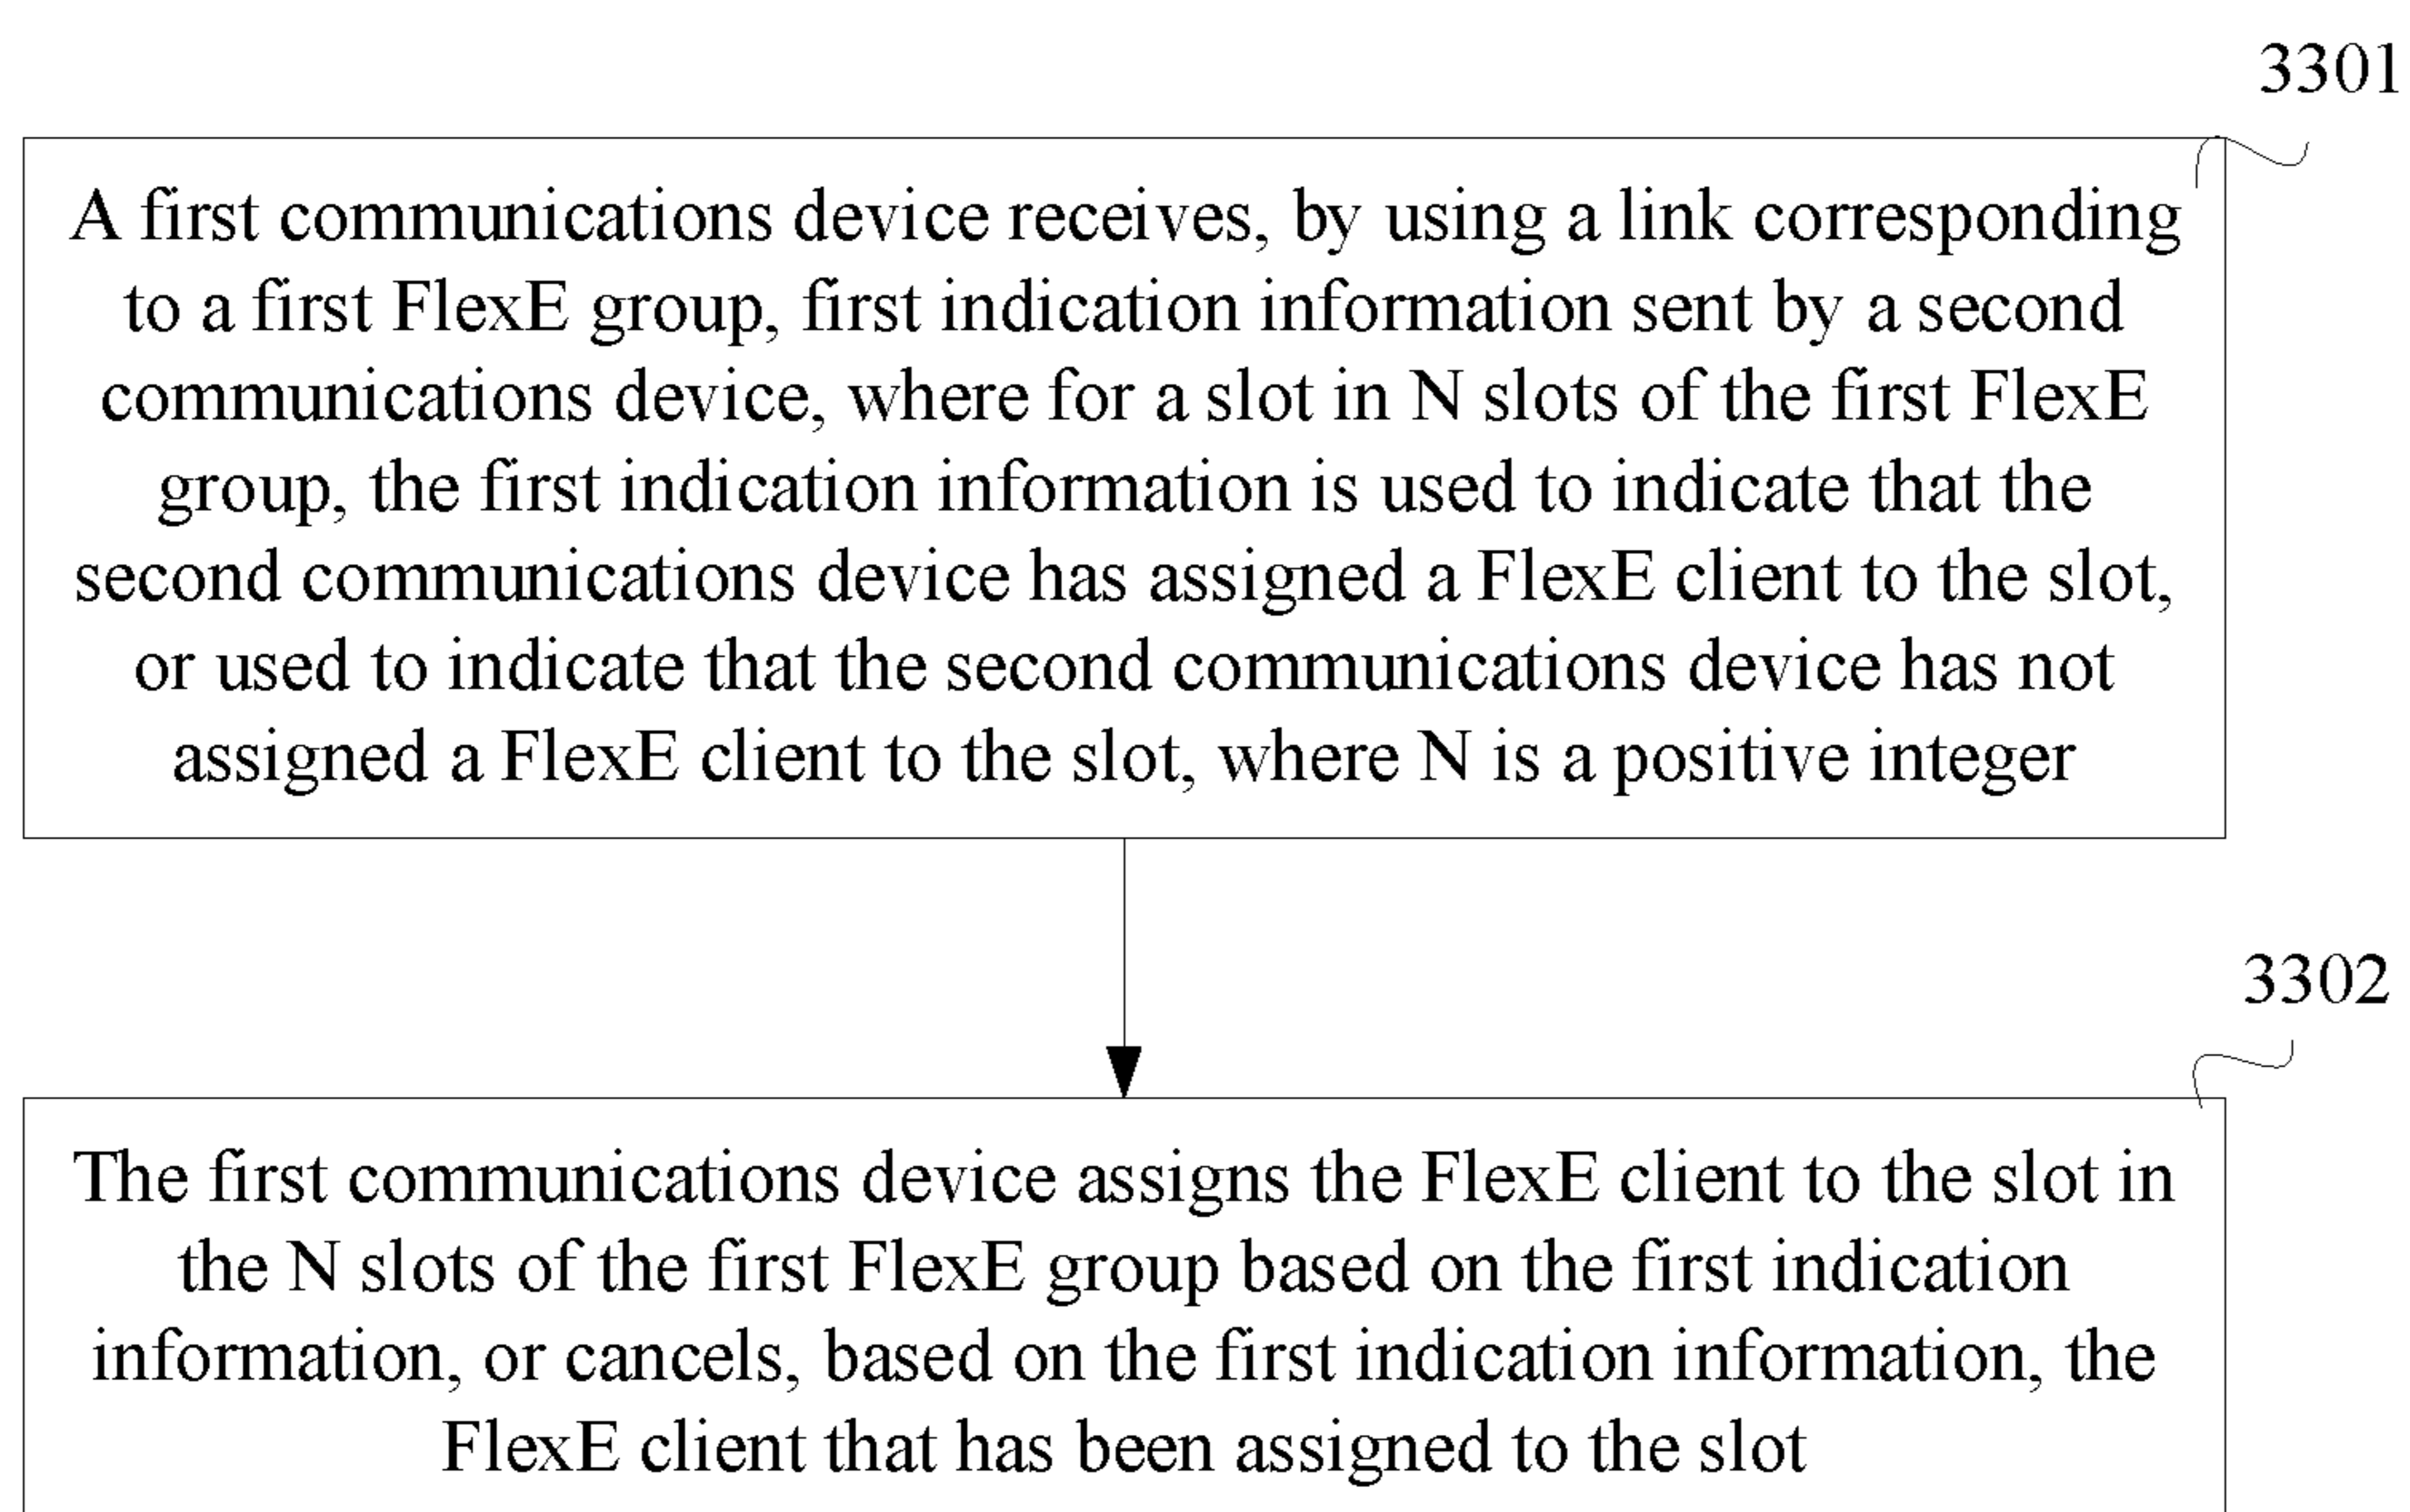 3301
A first communications device receives, by using a link corresponding
to a first FlexE group, first indication information sent by a second
communications device, where for a slot in N slots of the first FlexE
group, the first indication information is used to indicate that the
second communications device has assigned a FlexE client to the slot,
or used to indicate that the second communications device has not
assigned a FlexE client to the slot, where N is a positive integer
3302
The first communications device assigns the FlexE client to the slot in
the N slots of the first FlexE group based on the first indication
information, or cancels, based on the first indication information, the
FlexE client that has been assigned to the slot